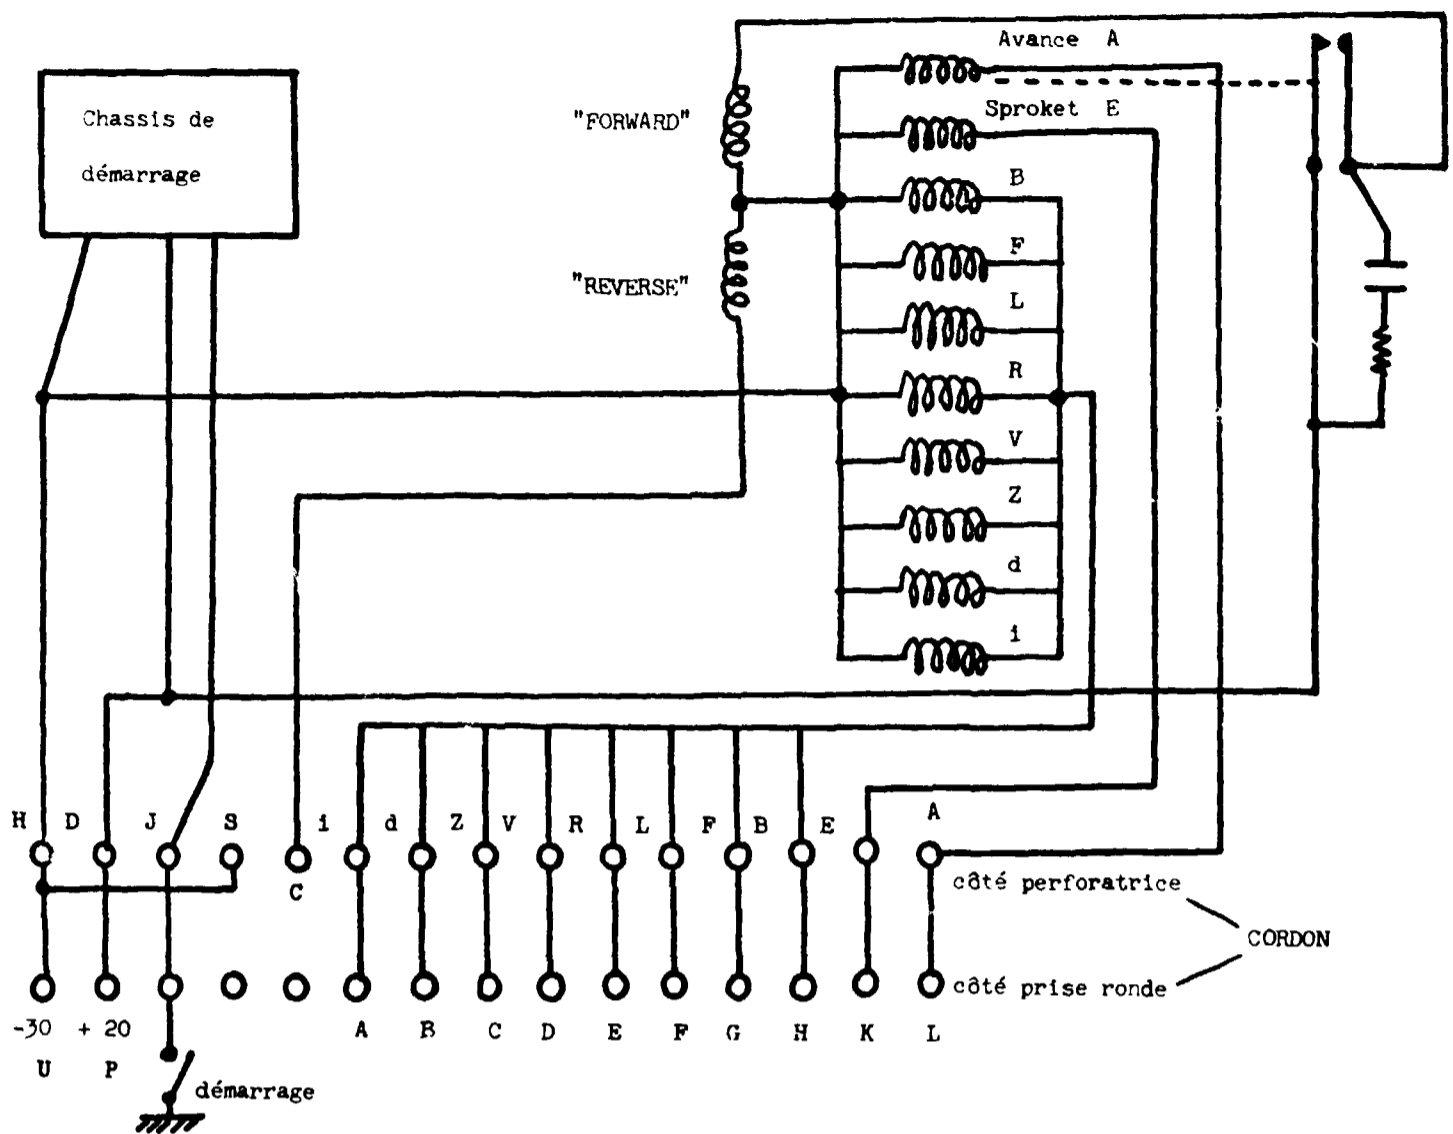 Avance A
Chassis de
démarrage
"FORWARD"
Sproket E
B
F
"REVERSE"
L
R
V
Z
d
i
H D J S i d Z V R L F B E A
C
côté perforatrice
CORDON
côté prise ronde
-30 + 20 A B C D E F G H K L
U P
démarrage